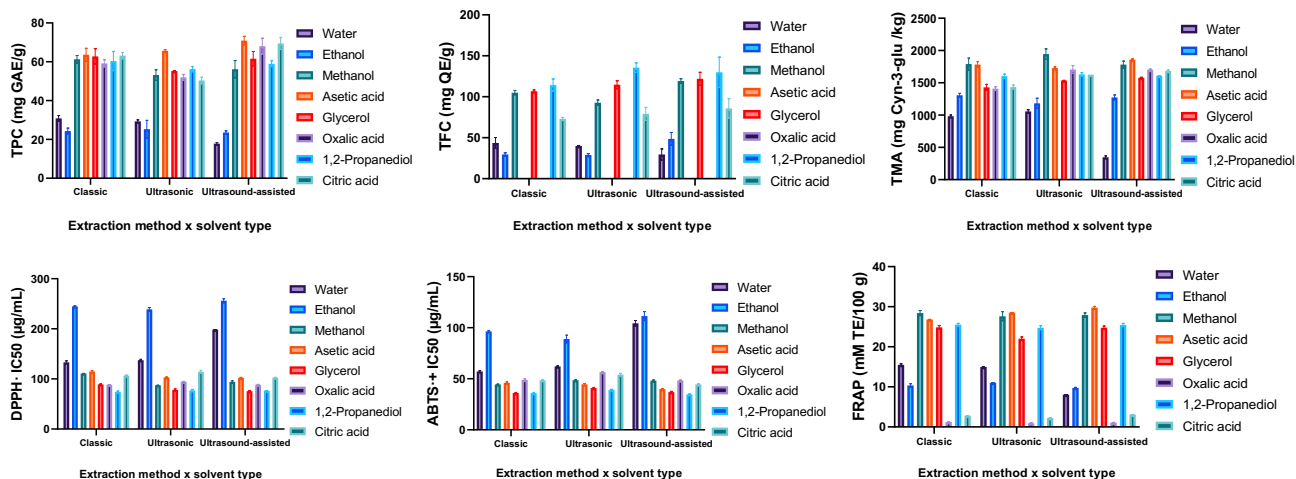 TPC (mg GAE/g)
80
60
40
20
0
Classic
Ultrasonic
Ultrasound-assisted
Extraction method x solvent type
Water
Ethanol
Methanol
Asetic acid
Glycerol
Oxalic acid
1,2-Propanediol
Citric acid
TFC (mg QE/g)
200
150
100
50
0
Classic
Ultrasonic
Ultrasound-assisted
Extraction method x solvent type
Water
Ethanol
Methanol
Asetic acid
Glycerol
Oxalic acid
1,2-Propanediol
Citric acid
TMA (mg Cyn-3-glu /kg)
2500
2000
1750
1500
1000
500
0
Classic
Ultrasonic
Ultrasound-assisted
Extraction method x solvent type
Water
Ethanol
Methanol
Asetic acid
Glycerol
Oxalic acid
1,2-Propanediol
Citric acid
DPPH· IC50 (µg/mL)
300
200
100
0
Classic
Ultrasonic
Ultrasound-assisted
Extraction method x solvent type
Water
Ethanol
Methanol
Asetic acid
Glycerol
Oxalic acid
1,2-Propanediol
Citric acid
ABTS·+ IC50 (µg/mL)
150
100
50
0
Classic
Ultrasonic
Ultrasound-assisted
Extraction method x solvent type
Water
Ethanol
Methanol
Asetic acid
Glycerol
Oxalic acid
1,2-Propanediol
Citric acid
FRAP (mM TE/100 g)
40
30
20
10
0
Classic
Ultrasonic
Ultrasound-assisted
Extraction method x solvent type
Water
Ethanol
Methanol
Asetic acid
Glycerol
Oxalic acid
1,2-Propanediol
Citric acid